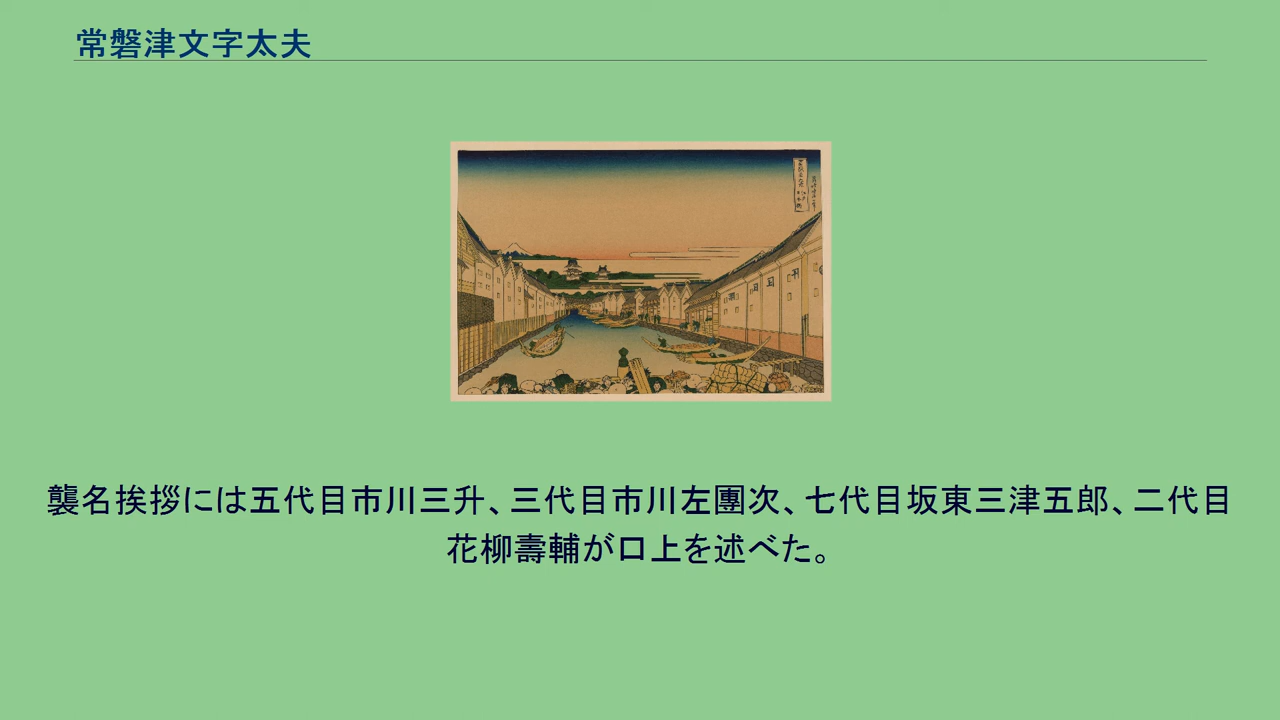 常磐津文字太夫
襲名挨拶には五代目市川三升、三代目市川左團次、七代目坂東三津五郎、二代目
花柳壽輔が口上を述べた。